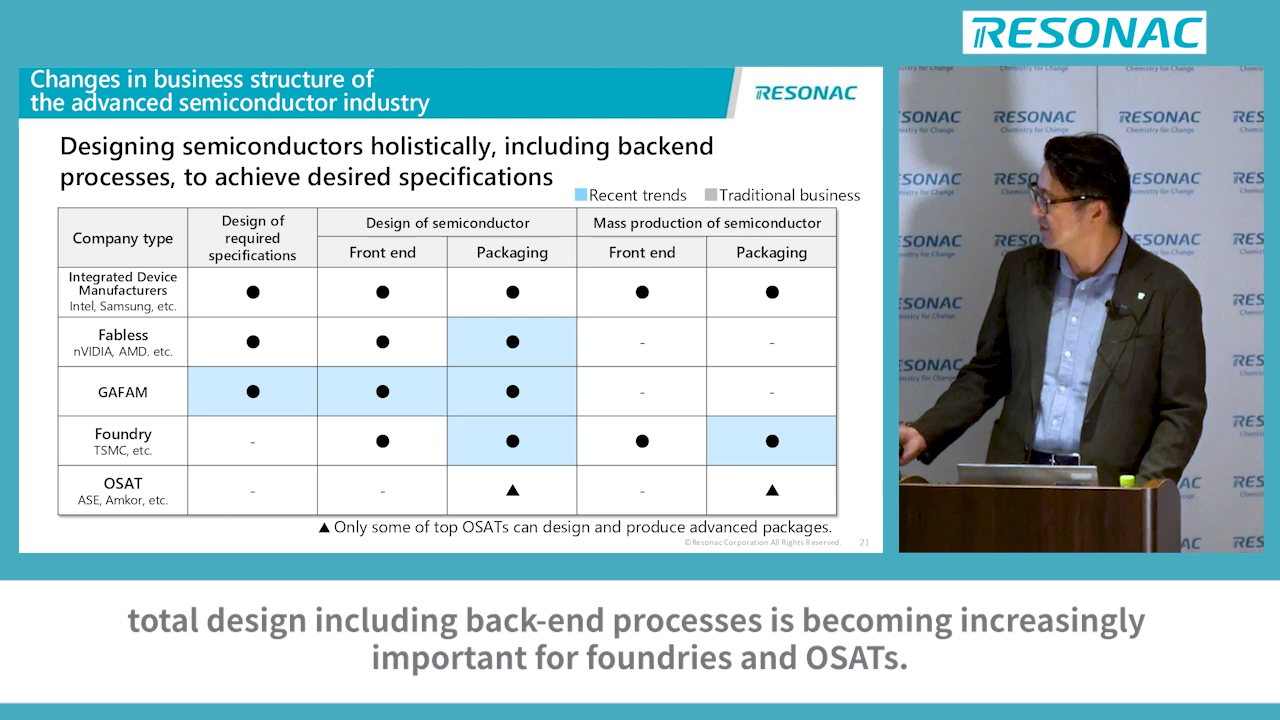 RESONAC
Changes in business structure of
the advanced semiconductor industry
RESONAC
Designing semiconductors holistically, including backend
processes, to achieve desired specifications
Recent trends
Traditional business
Company type
Design of
required
specifications
Design of semiconductor
Mass production of semiconductor
Front end
Packaging
Front end
Packaging
Integrated Device
Manufacturers
Intel, Samsung, etc.
● ● ● ● ●
Fabless
nVIDIA, AMD. etc.
● ● ● - -
GAFAM
● ● ● - -
Foundry
TSMC, etc.
- ● ● ● ●
OSAT
ASE, Amkor, etc.
- - ▲ - ▲
▲ Only some of top OSATs can design and produce advanced packages.
©Resonac Corporation All Rights Reserved.
21
RESONAC
Chemistry for Change
total design including back-end processes is becoming increasingly
important for foundries and OSATs.